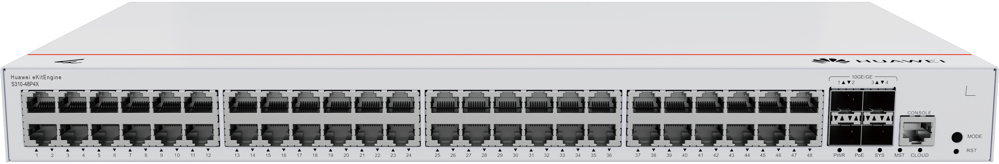 HUAWEI
Huawei eKitEngine
S310-48P4X
10GE/GE
1▲▼2 3▲▼4
CONSOLE
MODE
RST
1 2 3 4 5 6 7 8 9 10 11 12 13 14 15 16 17 18 19 20 21 22 23 24 25 26 27 28 29 30 31 32 33 34 35 36 37 38 39 40 41 42 43 44 45 46 47 48
PWR PoE SYS MST CLOUD